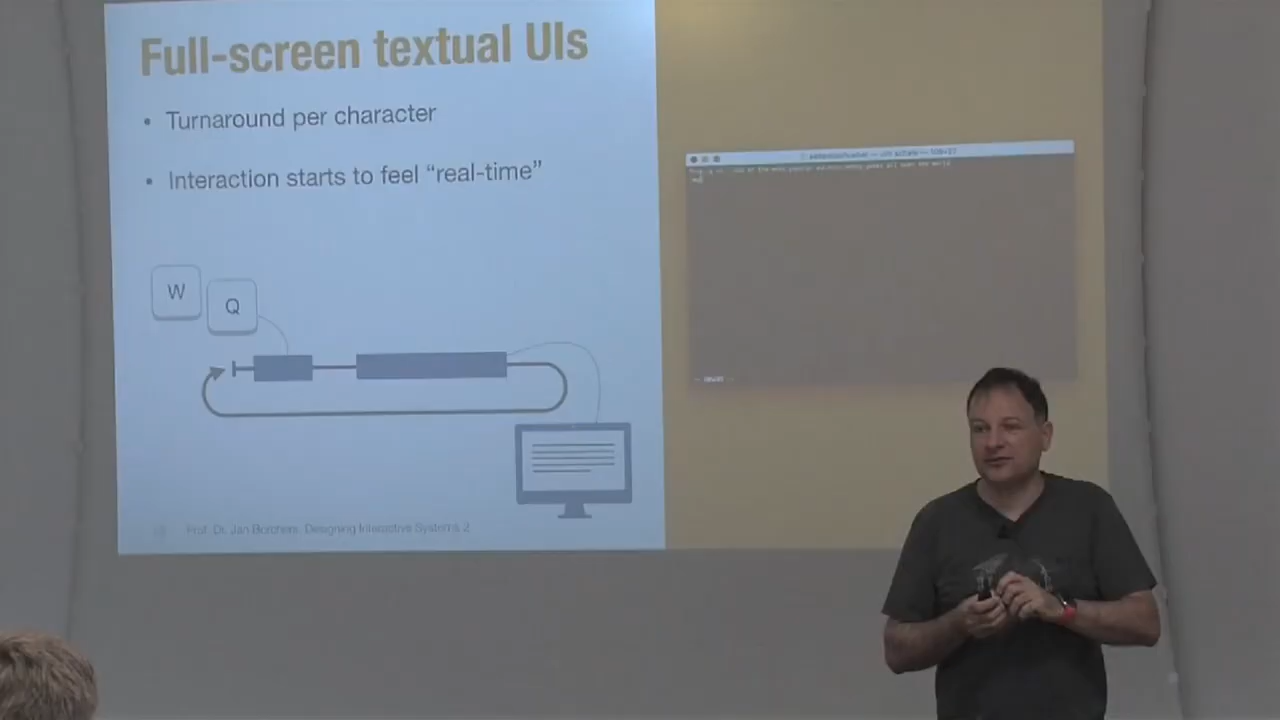 Full-screen textual UIs
• Turnaround per character
• Interaction starts to feel “real-time”
W
Q
Prof. Dr. Jan Borchers: Designing Interactive Systems 2